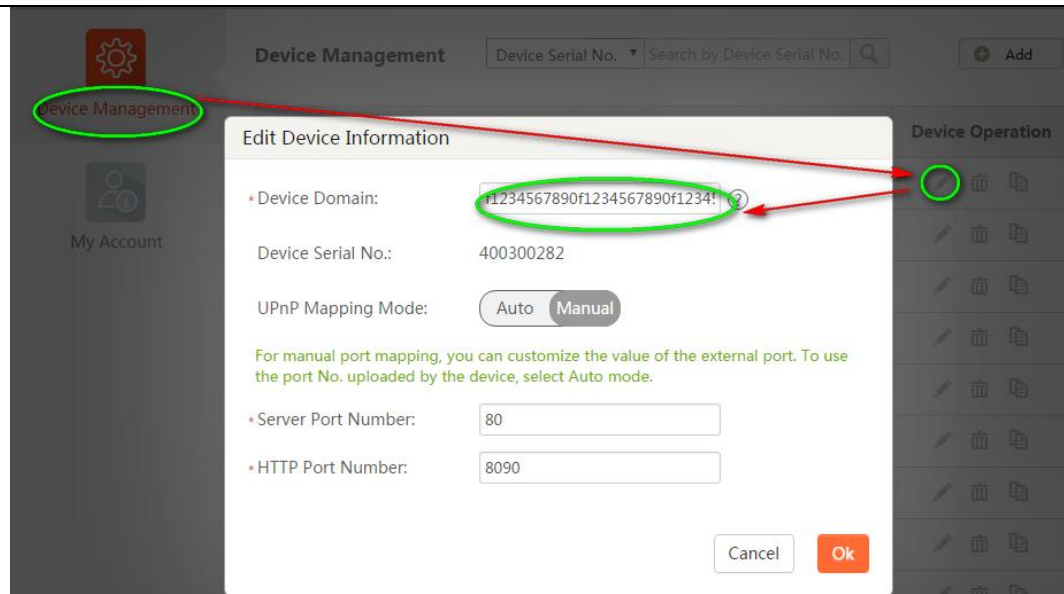 Device Management
Device Serial No. Search by Device Serial No.
Add
Device Management
My Account
Device Operation
Edit Device Information
* Device Domain:
f1234567890f1234567890f1234
?
Device Serial No.:
400300282
UPnP Mapping Mode:
Auto Manual
For manual port mapping, you can customize the value of the external port. To use
the port No. uploaded by the device, select Auto mode.
* Server Port Number:
80
* HTTP Port Number:
8090
Cancel
Ok